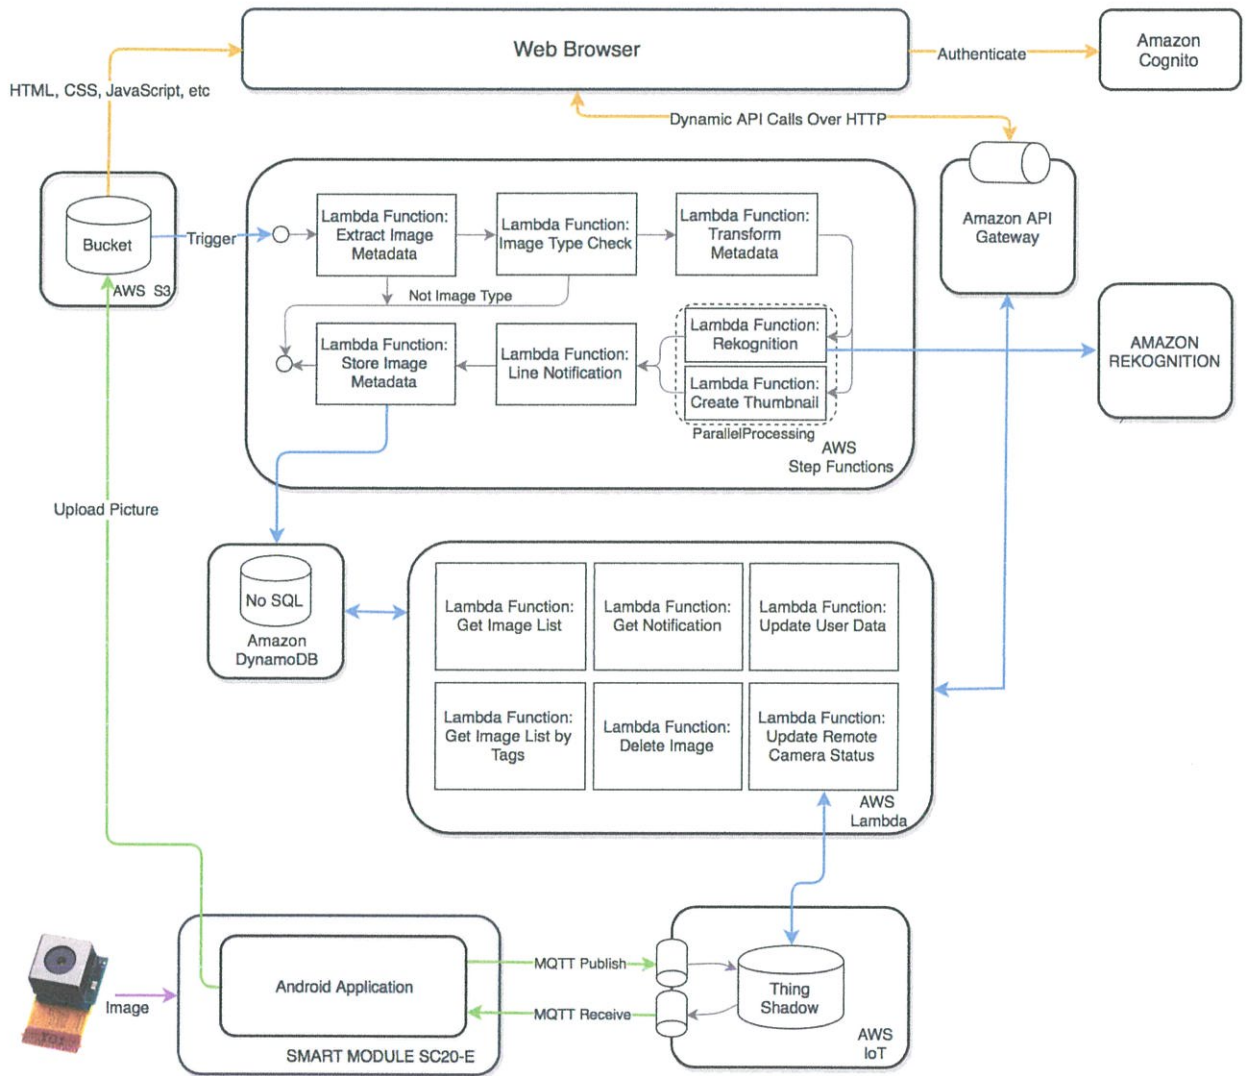 Web Browser
Authenticate
Amazon
Cognito
HTML, CSS, JavaScript, etc
Dynamic API Calls Over HTTP
Bucket
AWS S3
Trigger
Lambda Function:
Extract Image
Metadata
Lambda Function:
Image Type Check
Lambda Function:
Transform
Metadata
Amazon API
Gateway
Not Image Type
Lambda Function:
Store Image
Metadata
Lambda Function:
Line Notification
Lambda Function:
Rekognition
Lambda Function:
Create Thumbnail
ParallelProcessing
AWS
Step Functions
AMAZON
REKOGNITION
Upload Picture
No SQL
Amazon
DynamoDB
Lambda Function:
Get Image List
Lambda Function:
Get Notification
Lambda Function:
Update User Data
Lambda Function:
Get Image List by
Tags
Lambda Function:
Delete Image
Lambda Function:
Update Remote
Camera Status
AWS
Lambda
Image
Android Application
SMART MODULE SC20-E
MQTT Publish
MQTT Receive
Thing
Shadow
AWS
IoT